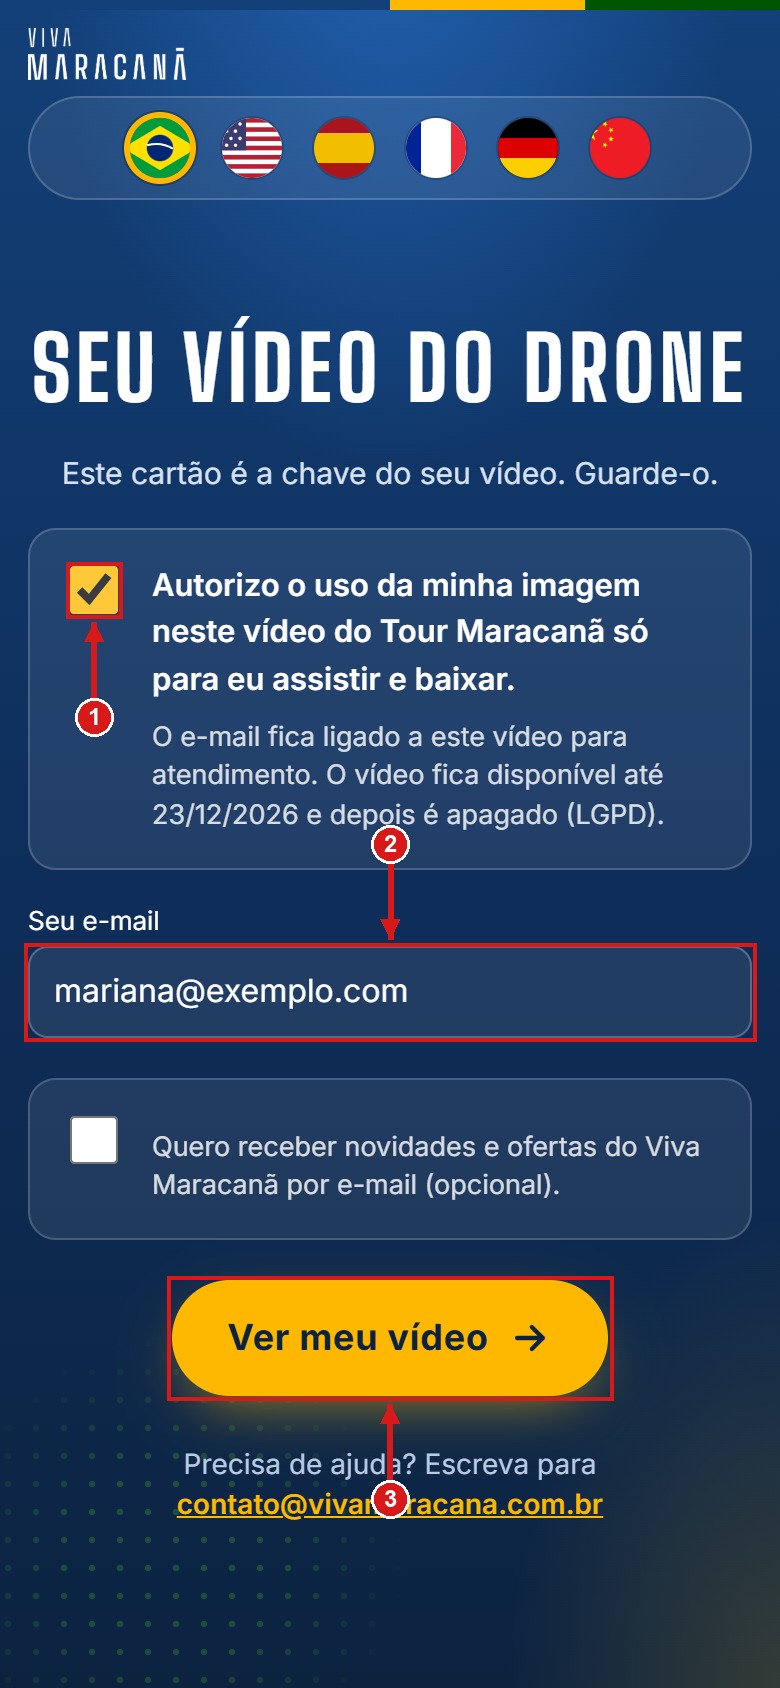 VIVA
MARACANÃ
SEU VÍDEO DO DRONE
Este cartão é a chave do seu vídeo. Guarde-o.
Autorizo o uso da minha imagem
neste vídeo do Tour Maracanã só
para eu assistir e baixar.
1
O e-mail fica ligado a este vídeo para
atendimento. O vídeo fica disponível até
23/12/2026 e depois é apagado (LGPD).
2
Seu e-mail
mariana@exemplo.com
Quero receber novidades e ofertas do Viva
Maracanã por e-mail (opcional).
Ver meu vídeo →
Precisa de ajuda? Escreva para
contato@vivamaracana.com.br
3